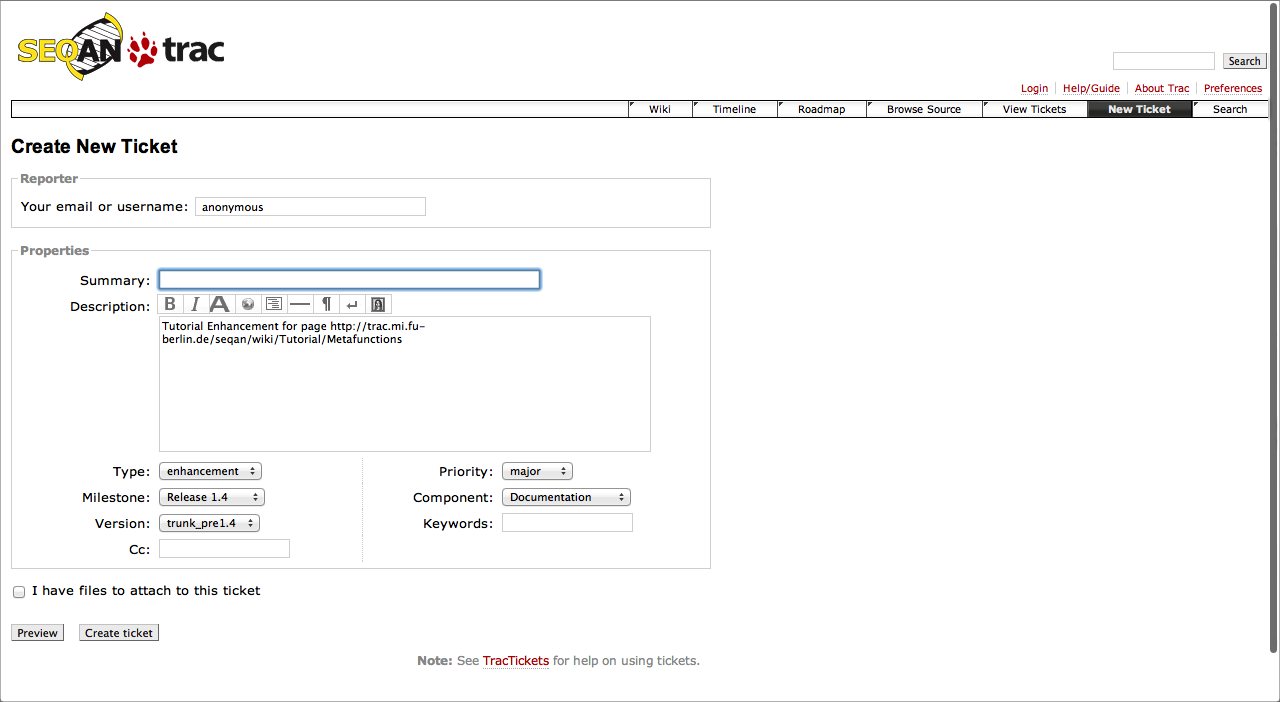 SEQAN trac
Search
Login Help/Guide About Trac Preferences
Wiki Timeline Roadmap Browse Source View Tickets New Ticket Search
Create New Ticket
Reporter
Your email or username: anonymous
Properties
Summary:
Description: B I A ¶ ↵
Tutorial Enhancement for page http://trac.mi.fu-
berlin.de/seqan/wiki/Tutorial/Metafunctions
Type: enhancement Priority: major
Milestone: Release 1.4 Component: Documentation
Version: trunk_pre1.4 Keywords:
Cc:
I have files to attach to this ticket
Preview Create ticket
Note: See TracTickets for help on using tickets.